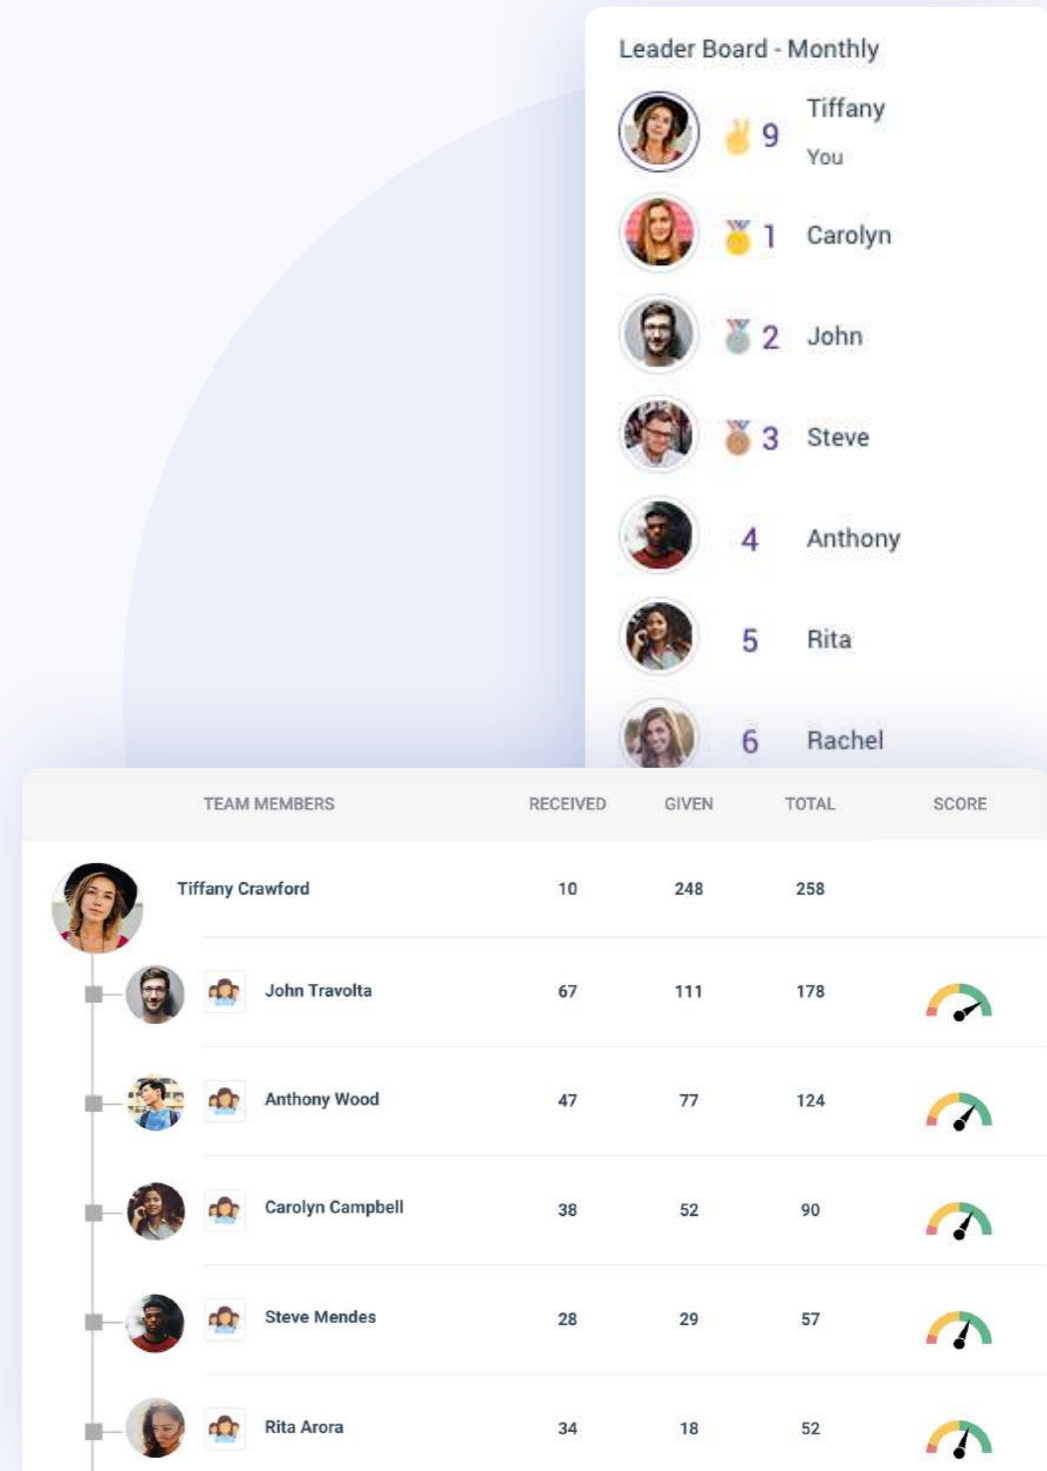 Leader Board - Monthly
9 Tiffany
You
1 Carolyn
2 John
3 Steve
4 Anthony
5 Rita
6 Rachel
TEAM MEMBERS RECEIVED GIVEN TOTAL SCORE
Tiffany Crawford 10 248 258
John Travolta 67 111 178
Anthony Wood 47 77 124
Carolyn Campbell 38 52 90
Steve Mendes 28 29 57
Rita Arora 34 18 52